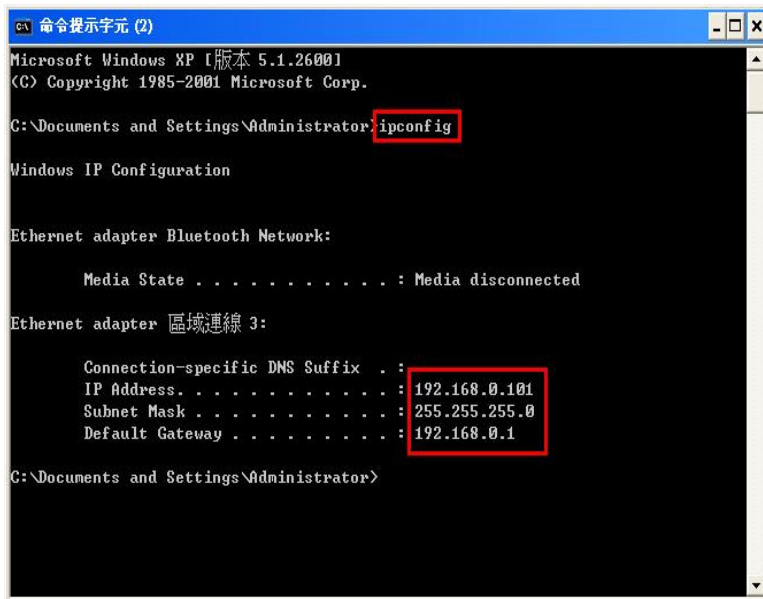 命令提示字元 (2)
Microsoft Windows XP [版本 5.1.2600]
(C) Copyright 1985-2001 Microsoft Corp.
C:\Documents and Settings\Administrator>ipconfig
Windows IP Configuration
Ethernet adapter Bluetooth Network:
Media State . . . . . . . . . . . : Media disconnected
Ethernet adapter 區域連線 3:
Connection-specific DNS Suffix  . :
IP Address. . . . . . . . . . . . : 192.168.0.101
Subnet Mask . . . . . . . . . . . : 255.255.255.0
Default Gateway . . . . . . . . . : 192.168.0.1
C:\Documents and Settings\Administrator>